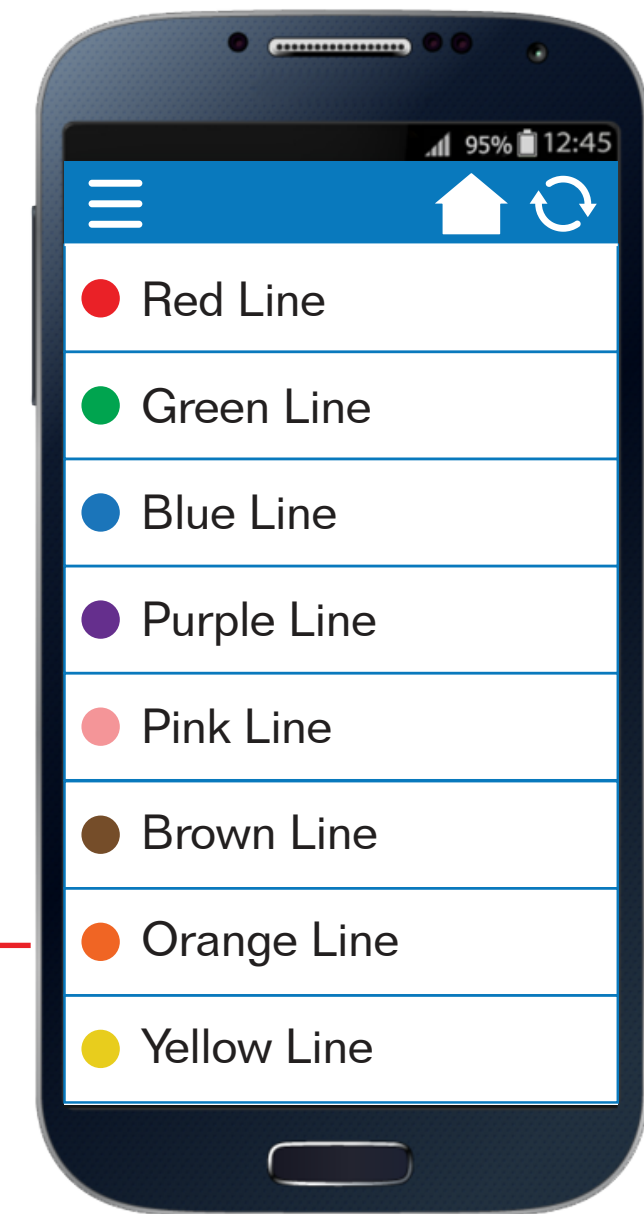 95% 12:45
Red Line
Green Line
Blue Line
Purple Line
Pink Line
Brown Line
Orange Line
Yellow Line